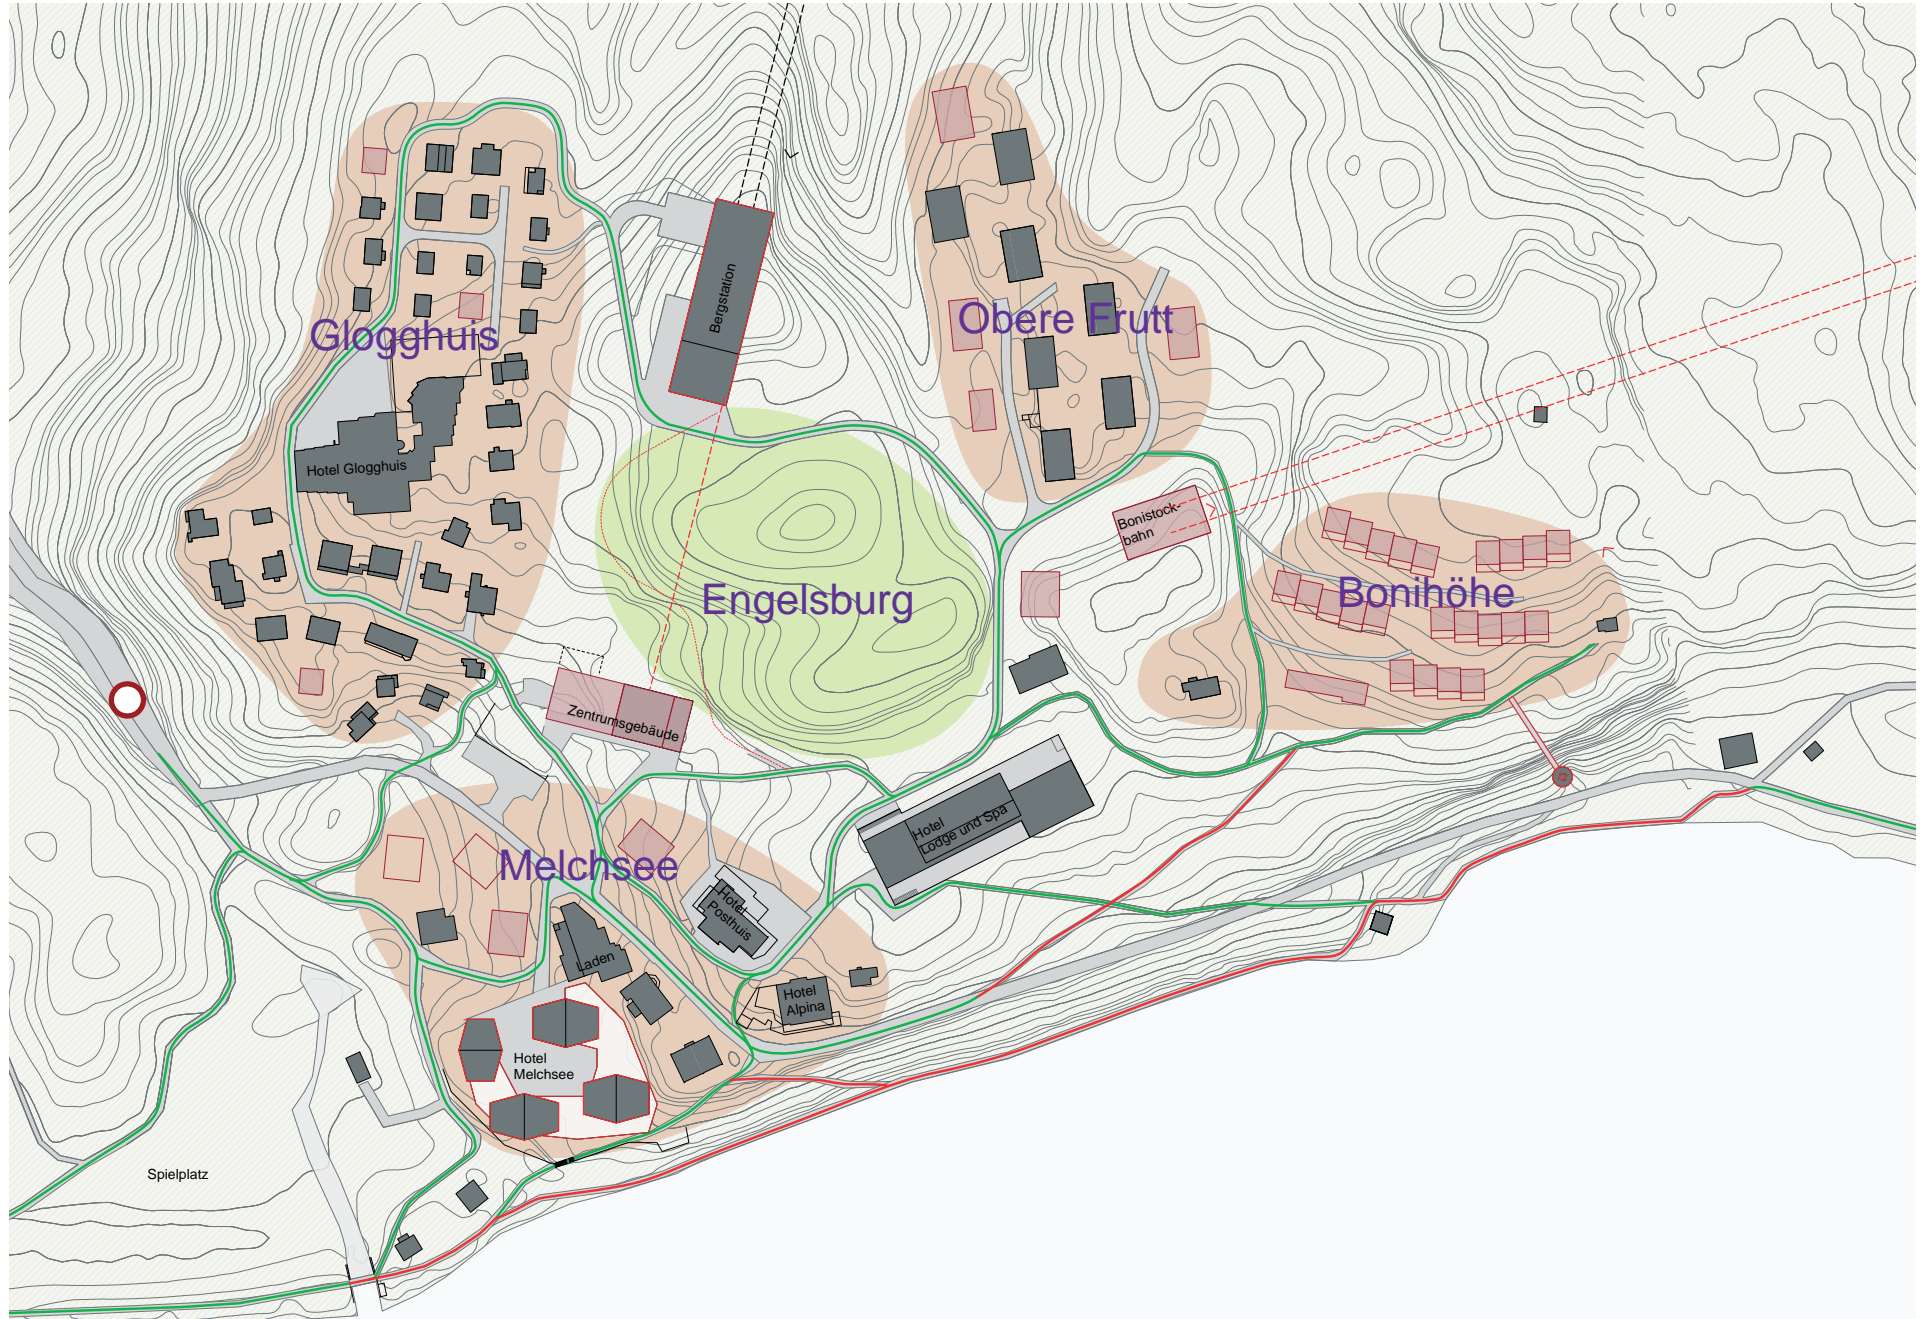 Bergstation
Obere Frutt
Glogghuis
Hotel Glogghuis
Bonistock-
bahn
Engelsburg
Bonihöhe
Zentrumsgebäude
Hotel
Lodge und Spa
Melchsee
Hotel
Posthuis
Laden
Hotel
Alpina
Hotel
Melchsee
Spielplatz